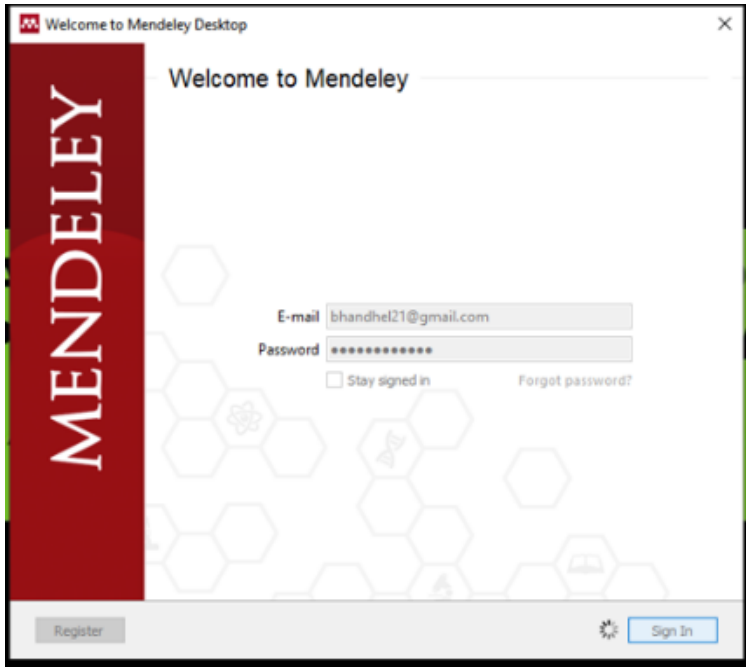 Welcome to Mendeley Desktop
Welcome to Mendeley
MENDELEY
E-mail bhandhel21@gmail.com
Password ••••••••••••
Stay signed in Forgot password?
Register Sign In